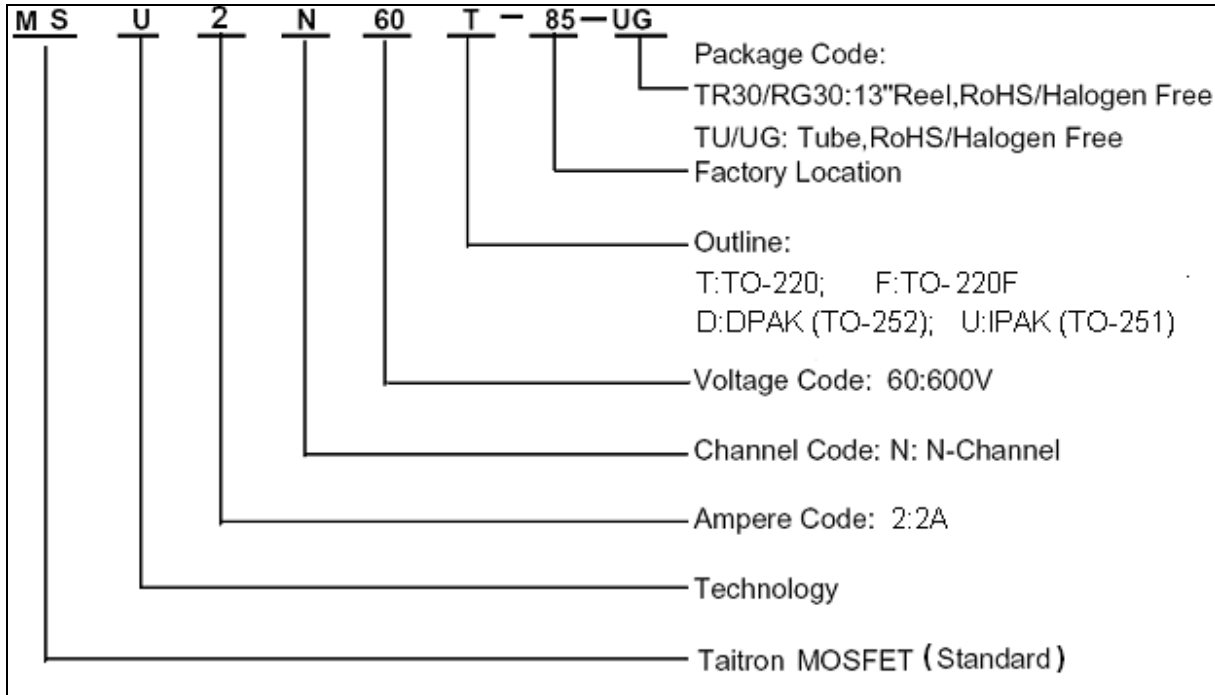 MS U 2 N 60 T - 85 - UG
Package Code:
TR30/RG30:13"Reel,RoHS/Halogen Free
TU/UG: Tube,RoHS/Halogen Free
Factory Location
Outline:
T:TO-220; F:TO-220F
D:DPAK (TO-252); U:IPAK (TO-251)
Voltage Code: 60:600V
Channel Code: N: N-Channel
Ampere Code: 2:2A
Technology
Taitron MOSFET (Standard)